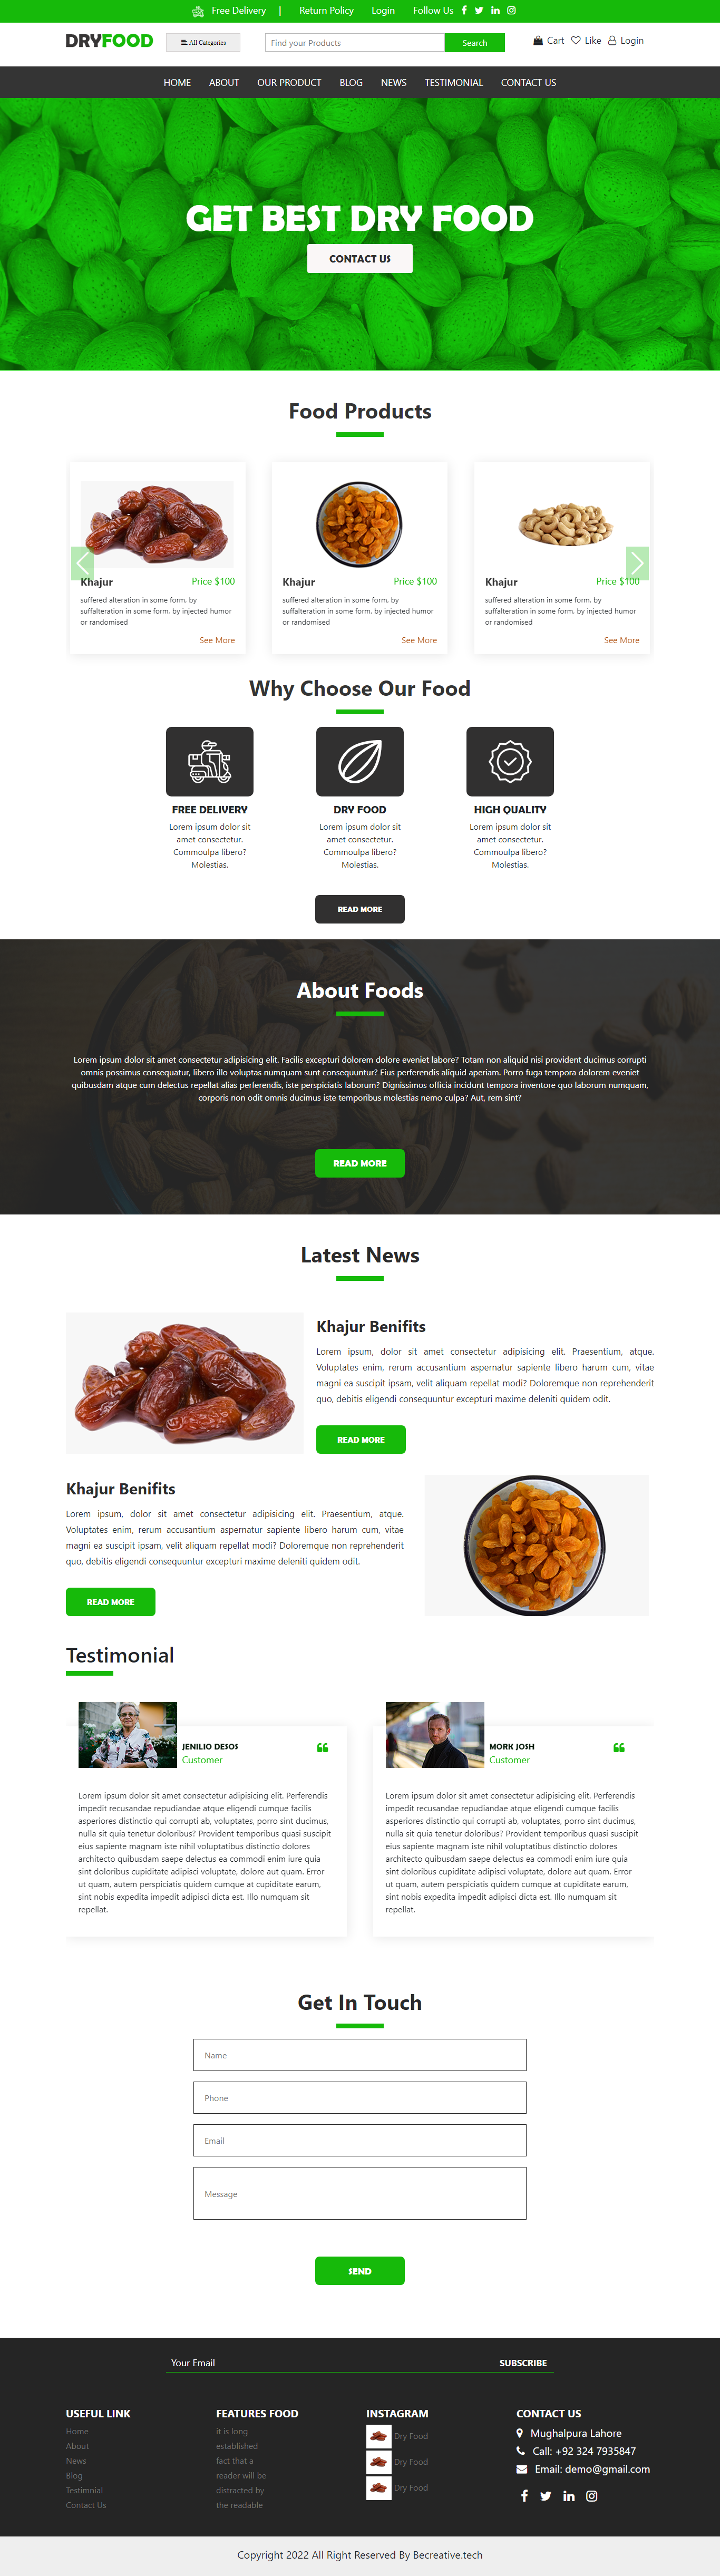 Free Delivery | Return Policy Login Follow Us
DRYFOOD All Categories Find your Products Search Cart Like Login
HOME ABOUT OUR PRODUCT BLOG NEWS TESTIMONIAL CONTACT US
GET BEST DRY FOOD
CONTACT US
Food Products
Khajur Price $100
suffered alteration in some form, by
suffalteration in some form, by injected humor
or randomised
See More
Khajur Price $100
suffered alteration in some form, by
suffalteration in some form, by injected humor
or randomised
See More
Khajur Price $100
suffered alteration in some form, by
suffalteration in some form, by injected humor
or randomised
See More
Why Choose Our Food
FREE DELIVERY
Lorem ipsum dolor sit
amet consectetur.
Commoulpa libero?
Molestias.
DRY FOOD
Lorem ipsum dolor sit
amet consectetur.
Commoulpa libero?
Molestias.
HIGH QUALITY
Lorem ipsum dolor sit
amet consectetur.
Commoulpa libero?
Molestias.
READ MORE
About Foods
Lorem ipsum dolor sit amet consectetur adipisicing elit. Facilis excepturi dolorem dolore eveniet labore? Totam non aliquid nisi provident ducimus corrupti
omnis possimus consequatur, libero illo voluptas numquam sunt consequuntur? Eius perferendis aliquid aperiam. Porro fuga tempora dolorem eveniet
quibusdam atque cum delectus repellat alias perferendis, iste perspiciatis laborum? Dignissimos officia incidunt tempora inventore quo laborum numquam,
corporis non odit omnis ducimus iste temporibus molestias nemo culpa? Aut, rem sint?
READ MORE
Latest News
Khajur Benifits
Lorem ipsum, dolor sit amet consectetur adipisicing elit. Praesentium, atque.
Voluptates enim, rerum accusantium aspernatur sapiente libero harum cum, vitae
magni ea suscipit ipsam, velit aliquam repellat modi? Doloremque non reprehenderit
quo, debitis eligendi consequuntur excepturi maxime deleniti quidem odit.
READ MORE
Khajur Benifits
Lorem ipsum, dolor sit amet consectetur adipisicing elit. Praesentium, atque.
Voluptates enim, rerum accusantium aspernatur sapiente libero harum cum, vitae
magni ea suscipit ipsam, velit aliquam repellat modi? Doloremque non reprehenderit
quo, debitis eligendi consequuntur excepturi maxime deleniti quidem odit.
READ MORE
Testimonial
JENILIO DESOS
Customer
Lorem ipsum dolor sit amet consectetur adipisicing elit. Perferendis
impedit recusandae repudiandae atque eligendi cumque facilis
asperiores distinctio qui corrupti ab, voluptates, porro sint ducimus,
nulla sit quia tenetur doloribus? Provident temporibus quasi suscipit
eius sapiente magnam iste nihil voluptatibus distinctio dolores
architecto quibusdam saepe delectus ea commodi enim iure quia
sint doloribus cupiditate adipisci voluptate, dolore aut quam. Error
ut quam, autem perspiciatis quidem cumque at cupiditate earum,
sint nobis expedita impedit adipisci dicta est. Illo numquam sit
repellat.
MORK JOSH
Customer
Lorem ipsum dolor sit amet consectetur adipisicing elit. Perferendis
impedit recusandae repudiandae atque eligendi cumque facilis
asperiores distinctio qui corrupti ab, voluptates, porro sint ducimus,
nulla sit quia tenetur doloribus? Provident temporibus quasi suscipit
eius sapiente magnam iste nihil voluptatibus distinctio dolores
architecto quibusdam saepe delectus ea commodi enim iure quia
sint doloribus cupiditate adipisci voluptate, dolore aut quam. Error
ut quam, autem perspiciatis quidem cumque at cupiditate earum,
sint nobis expedita impedit adipisci dicta est. Illo numquam sit
repellat.
Get In Touch
Name
Phone
Email
Message
SEND
Your Email SUBSCRIBE
USEFUL LINK
Home
About
News
Blog
Testimnial
Contact Us
FEATURES FOOD
it is long
established
fact that a
reader will be
distracted by
the readable
INSTAGRAM
Dry Food
Dry Food
Dry Food
CONTACT US
Mughalpura Lahore
Call: +92 324 7935847
Email: demo@gmail.com
Copyright 2022 All Right Reserved By Becreative.tech